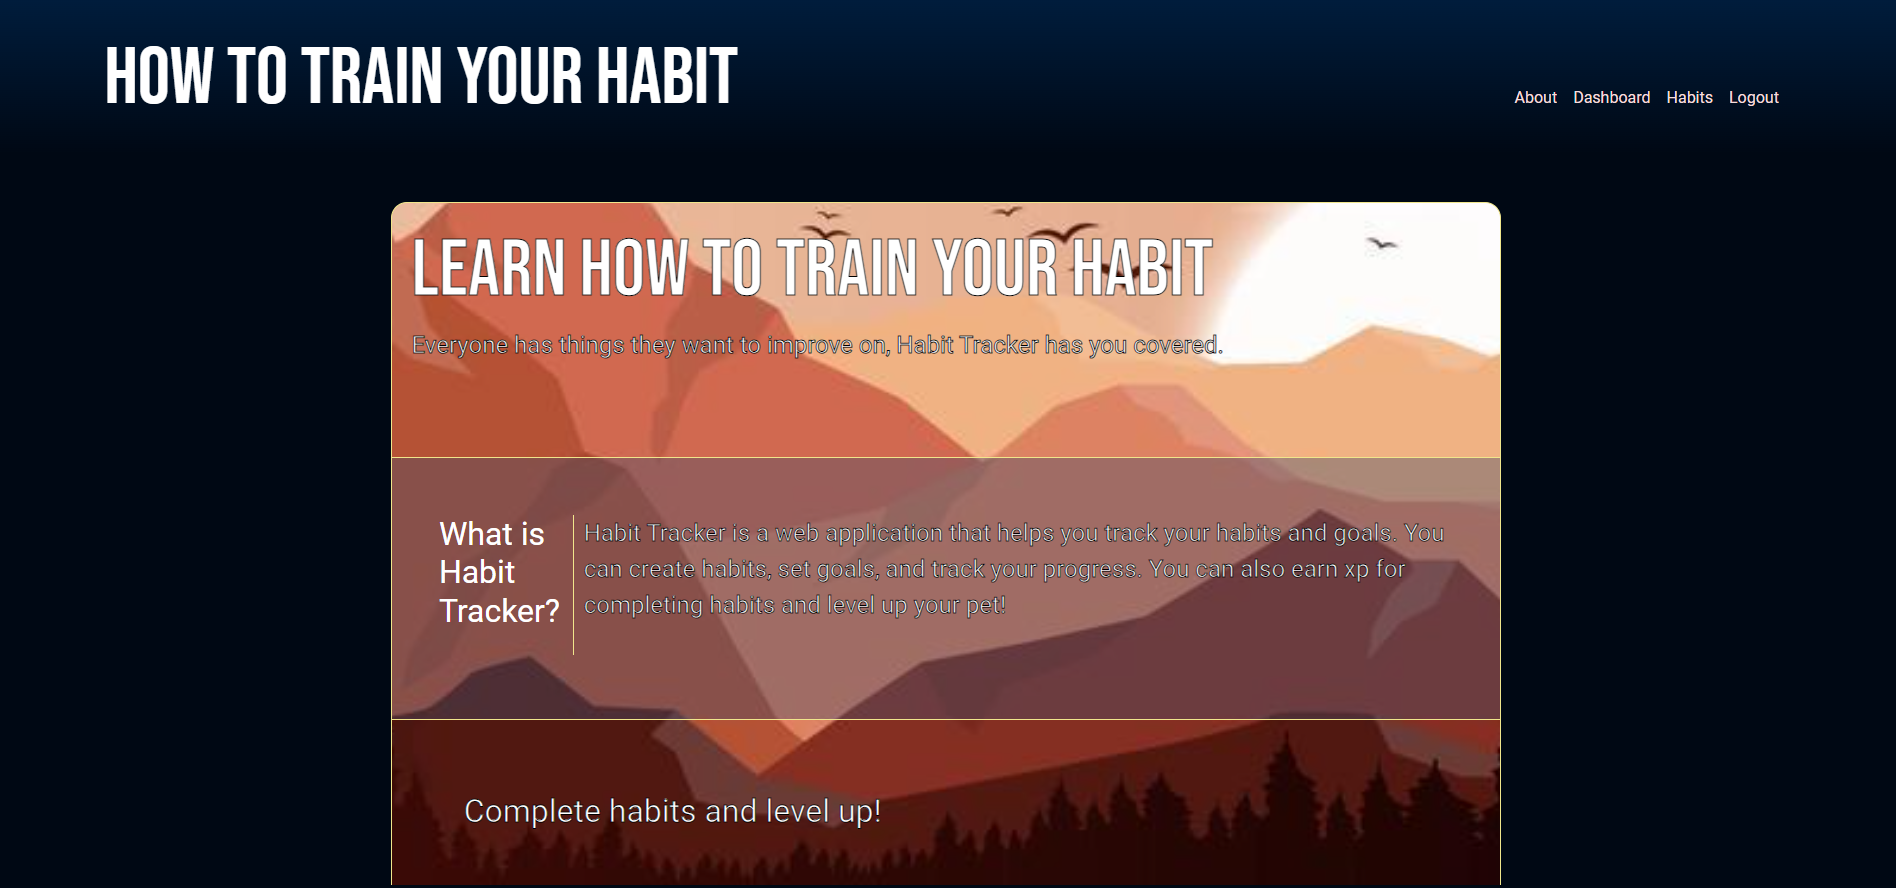 HOW TO TRAIN YOUR HABIT
About Dashboard Habits Logout
LEARN HOW TO TRAIN YOUR HABIT
Everyone has things they want to improve on, Habit Tracker has you covered.
What is
Habit
Tracker?
Habit Tracker is a web application that helps you track your habits and goals. You
can create habits, set goals, and track your progress. You can also earn xp for
completing habits and level up your pet!
Complete habits and level up!